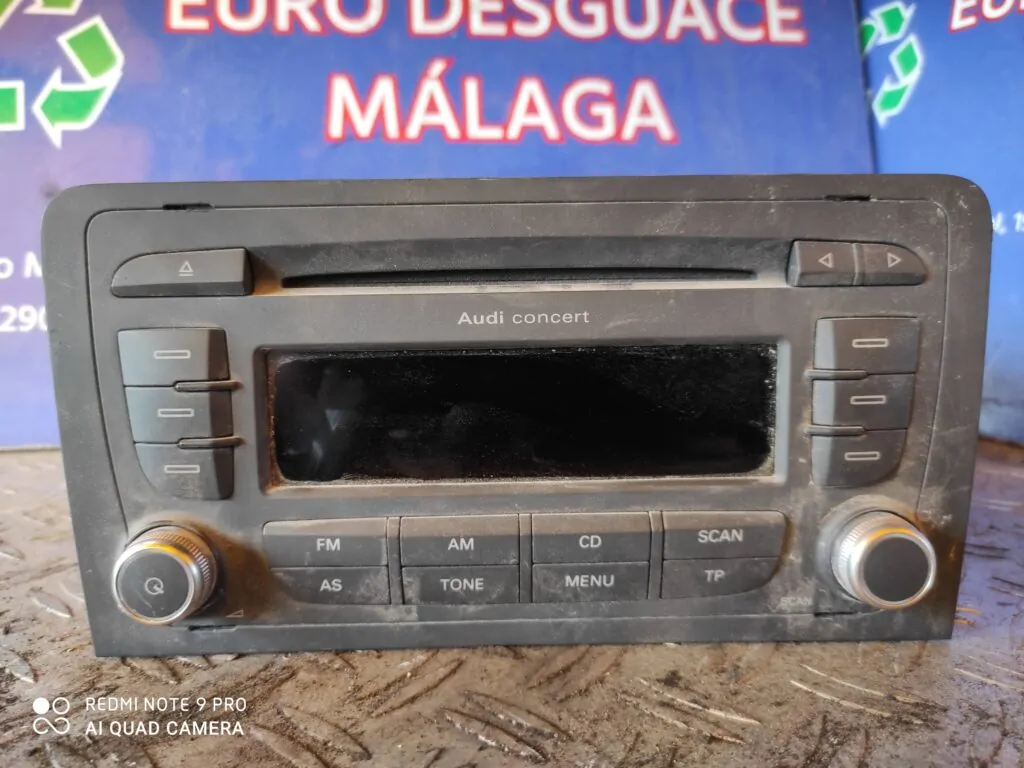 EURO DESGUACE
MÁLAGA
Audi concert
FM
AM
CD
SCAN
AS
TONE
MENU
TP
REDMI NOTE 9 PRO
AI QUAD CAMERA